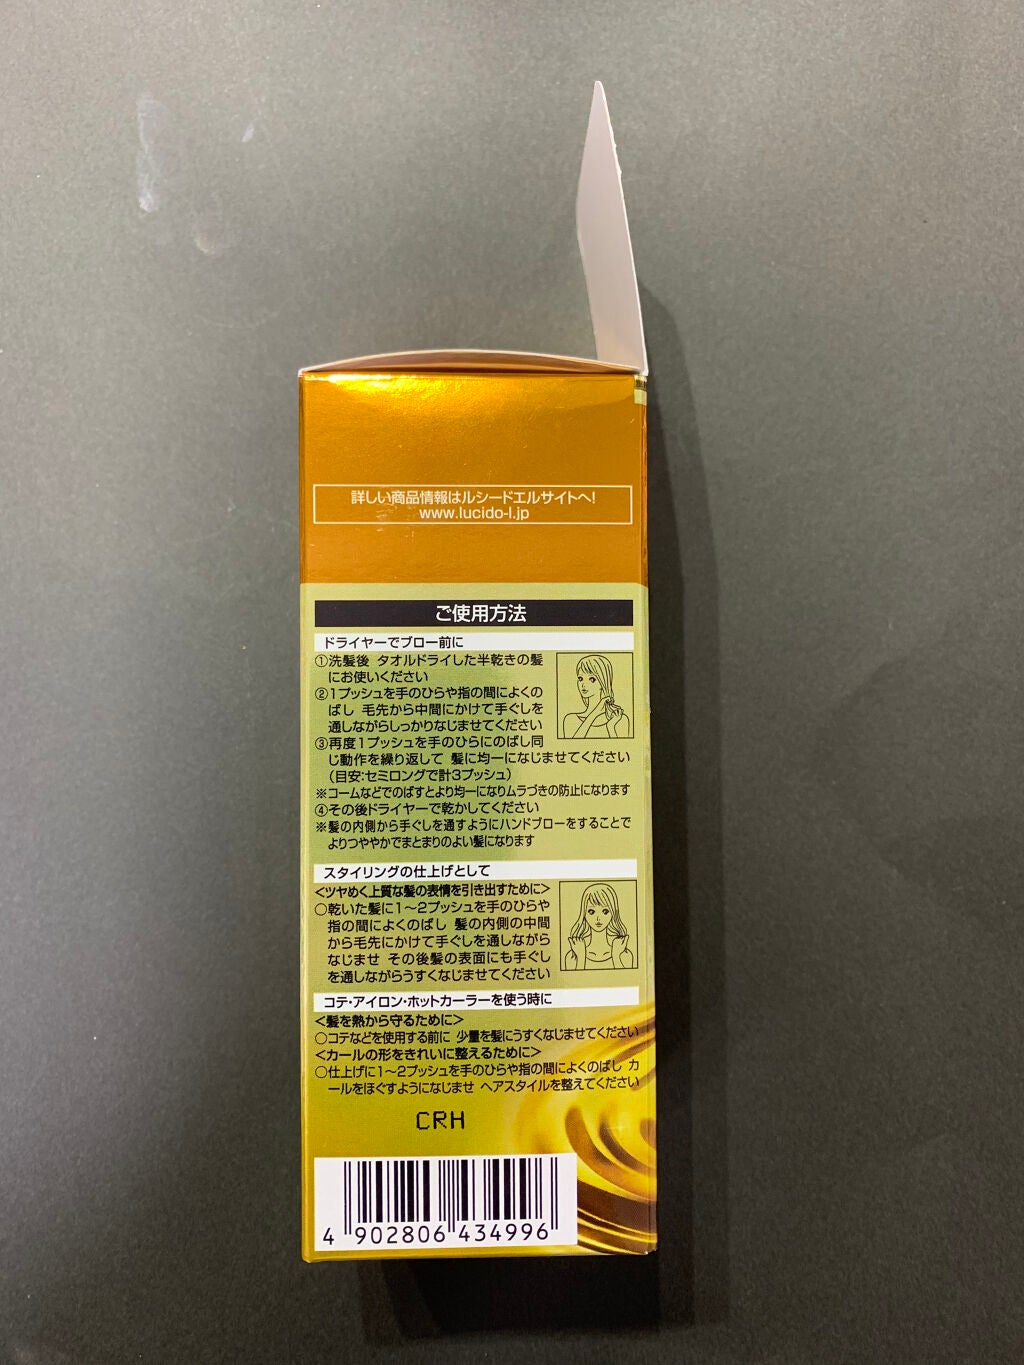 詳しい商品情報はルシードエルサイトへ!
www.lucido-l.jp
ご使用方法
ドライヤーでブロー前に
①洗髪後 タオルドライした半乾きの髪
にお使いください
②1プッシュを手のひらや指の間によくの
ばし 毛先から中間にかけて手ぐしを
通しながらしっかりなじませてください
③再度1プッシュを手のひらにのばし同
じ動作を繰り返して 髪に均一になじませてください
(目安:セミロングで計3プッシュ)
※コームなどでのばすとより均一になりムラづきの防止になります
④その後ドライヤーで乾かしてください
※髪の内側から手ぐしを通すようにハンドブローをすることで
よりつややかでまとまりのよい髪になります
スタイリングの仕上げとして
<ツヤめく上質な髪の表情を引き出すために>
○乾いた髪に1〜2プッシュを手のひらや
指の間によくのばし 髪の内側の中間
から毛先にかけて手ぐしを通しながら
なじませ その後髪の表面にも手ぐし
を通しながらうすくなじませてください
コテ・アイロン・ホットカーラーを使う時に
<髪を熱から守るために>
○コテなどを使用する前に 少量を髪にうすくなじませてください
<カールの形をきれいに整えるために>
○仕上げに1〜2プッシュを手のひらや指の間によくのばし カ
ールをほぐすようになじませ ヘアスタイルを整えてください
CRH
4 902806 434996